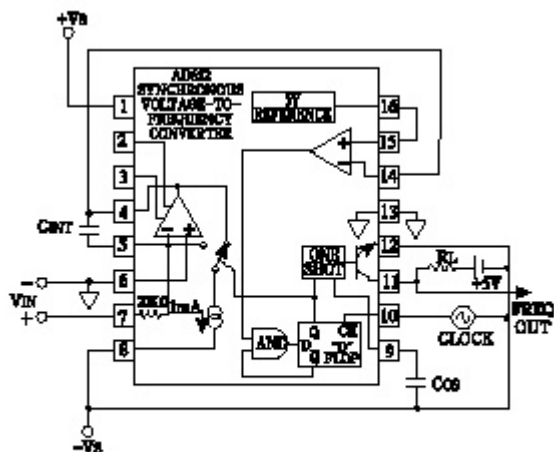 +Vs
AD652
SYNCHRONOUS
VOLTAGE-TO-
FREQUENCY
CONVERTER
5V
REFERENCE
1
2
3
4
5
6
7
8
16
15
14
13
12
11
10
9
CINT
VIN
20KΩ
1mA
ONE
SHOT
AND
Q
D
Q
CK
"D"
FLOP
RL
+5V
FREQ
OUT
CLOCK
COS
-Vs